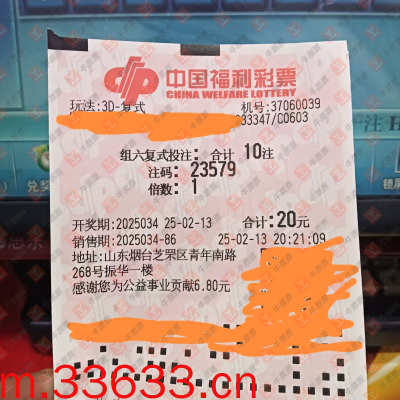 中国福利彩票
CHINA WELFARE LOTTERY
玩法:3D-复式 机号:37060039
33347/C0603
组六复式投注: 合计 10注
注码: 23579
倍数: 1
开奖期:2025034 25-02-13 合计:20元
销售期:2025034-86 25-02-13 20:21:09
地址:山东烟台芝罘区青年南路
268号振华一楼
感谢您为公益事业贡献6.80元
m.33633.cn